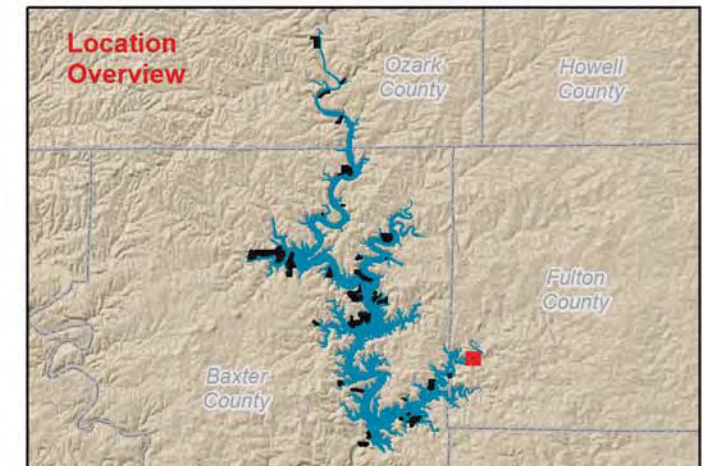 Location
Overview
Ozark
County
Howell
County
Fulton
County
Baxter
County